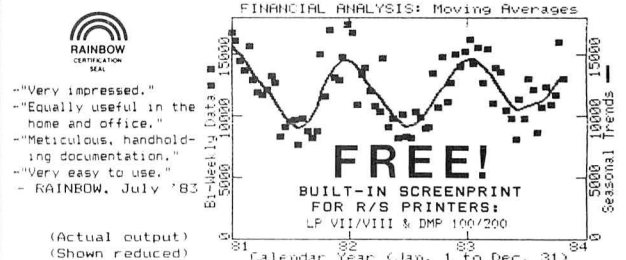 RAINBOW
CERTIFICATION
SEAL
-"Very impressed."
-"Equally useful in the
home and office."
-"Meticulous, handhold-
ing documentation."
-"Very easy to use."
- RAINBOW, July '83
(Actual output)
(Shown reduced)
FINANCIAL ANALYSIS: Moving Averages
Bi-Weekly Data
15000
10000
5000
0
FREE!
BUILT-IN SCREENPRINT
FOR R/S PRINTERS:
LP VII/VIII & DMP 100/200
15000
10000
5000
0
Seasonal Trends
81
82
83
84
Calendar Year (Jan. 1 to Dec. 31)